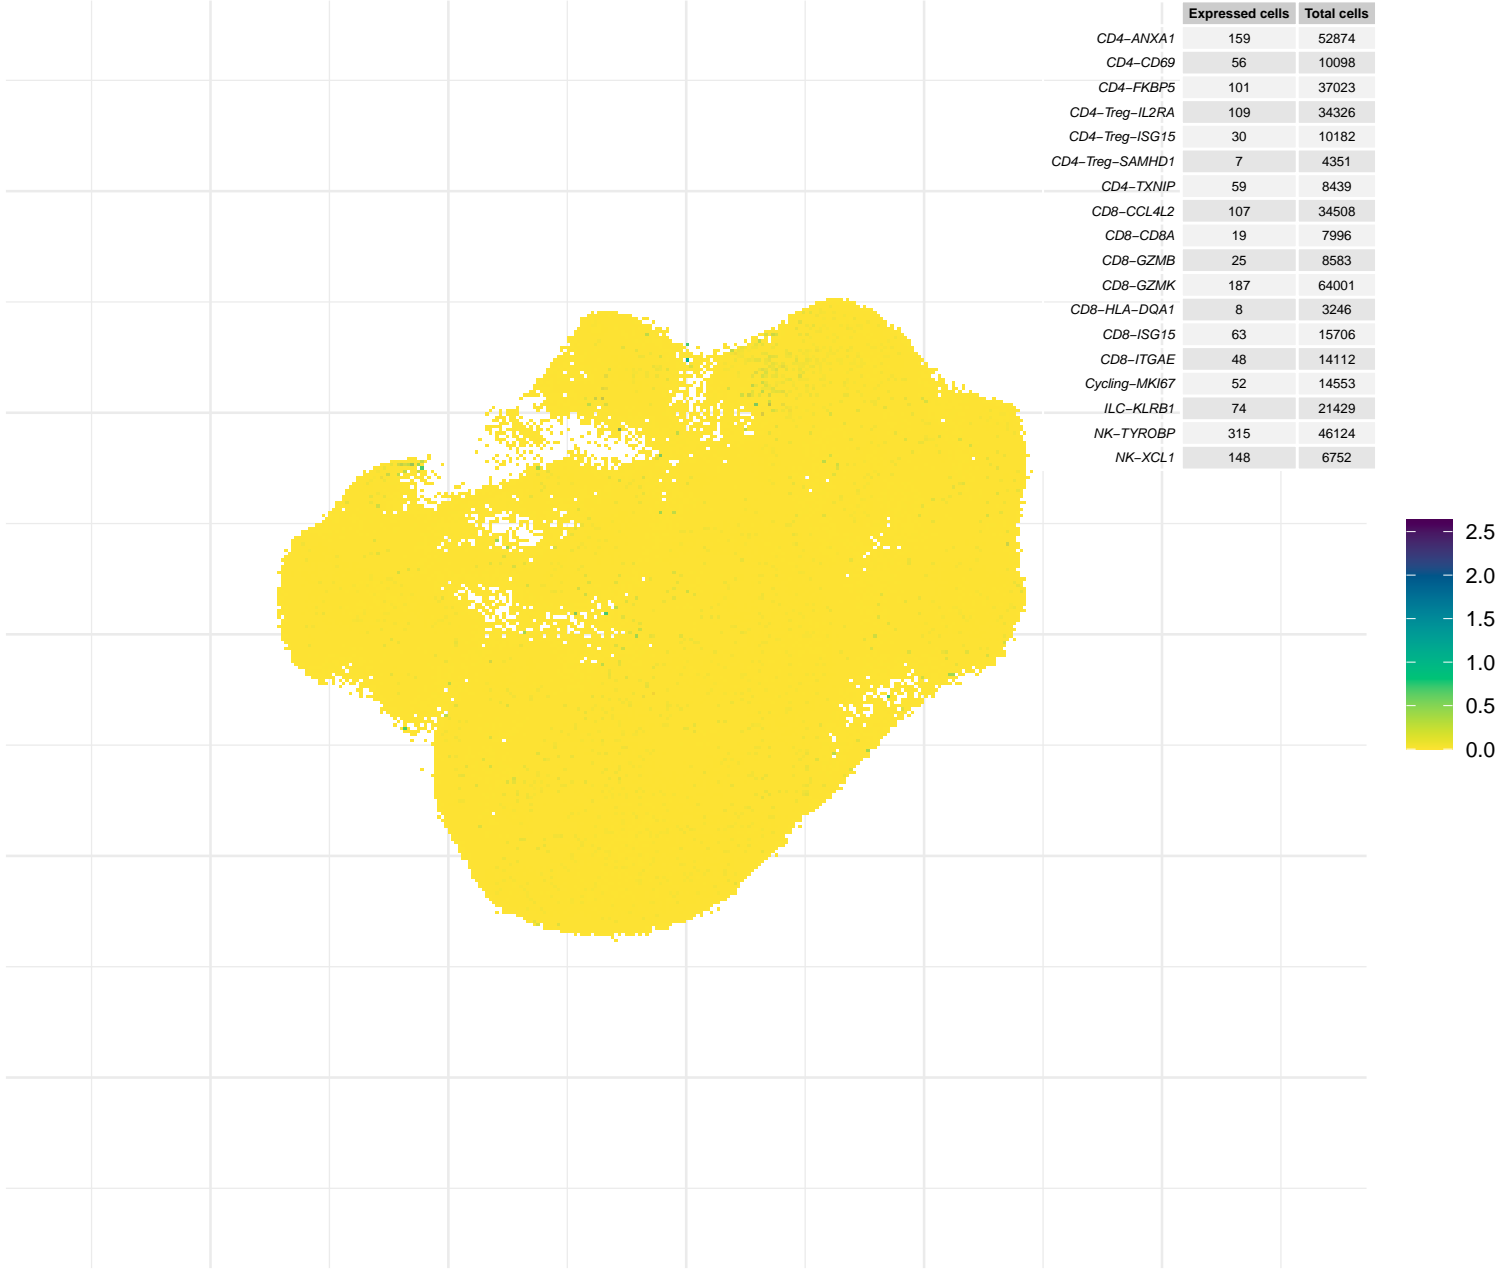 Expressed cells Total cells
CD4−ANXA1 159 52874
CD4−CD69 56 10098
CD4−FKBP5 101 37023
CD4−Treg−IL2RA 109 34326
CD4−Treg−ISG15 30 10182
CD4−Treg−SAMHD1 7 4351
CD4−TXNIP 59 8439
CD8−CCL4L2 107 34508
CD8−CD8A 19 7996
CD8−GZMB 25 8583
CD8−GZMK 187 64001
CD8−HLA−DQA1 8 3246
CD8−ISG15 63 15706
CD8−ITGAE 48 14112
Cycling−MKI67 52 14553
ILC−KLRB1 74 21429
NK−TYROBP 315 46124
NK−XCL1 148 6752
2.5
2.0
1.5
1.0
0.5
0.0